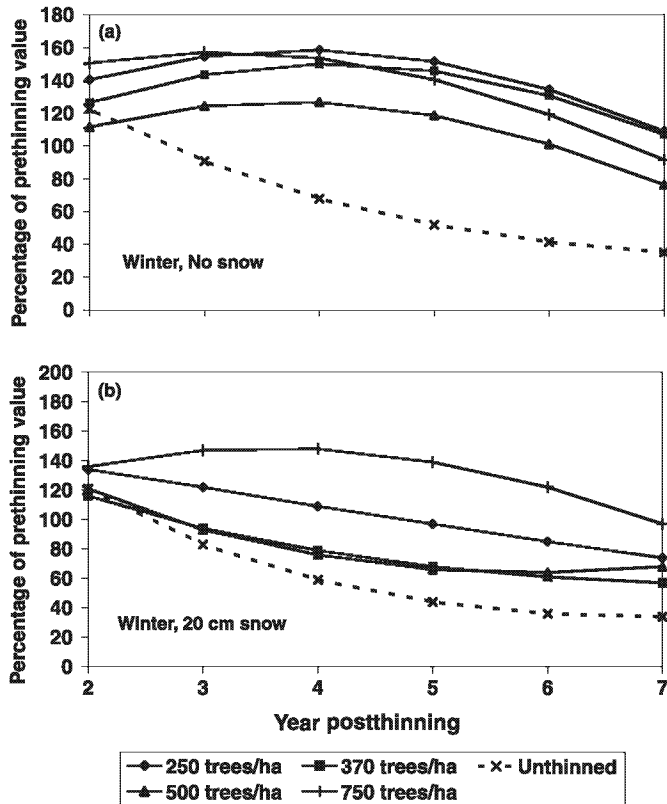 180
(a)
160
140
120
100
80
60
40
20
0
Winter, No snow
Percentage of prethinning value
200
(b)
180
160
140
120
100
80
60
40
20
0
Winter, 20 cm snow
Percentage of prethinning value
2 3 4 5 6 7
Year postthinning
250 trees/ha 370 trees/ha Unthinned
500 trees/ha 750 trees/ha